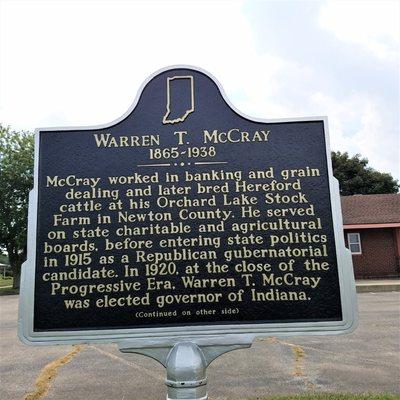 Warren T. McCray
1865-1938
McCray worked in banking and grain
dealing and later bred Hereford
cattle at his Orchard Lake Stock
Farm in Newton County. He served
on state charitable and agricultural
boards, before entering state politics
in 1915 as a Republican gubernatorial
candidate. In 1920, at the close of the
Progressive Era, Warren T. McCray
was elected governor of Indiana.
(Continued on other side)